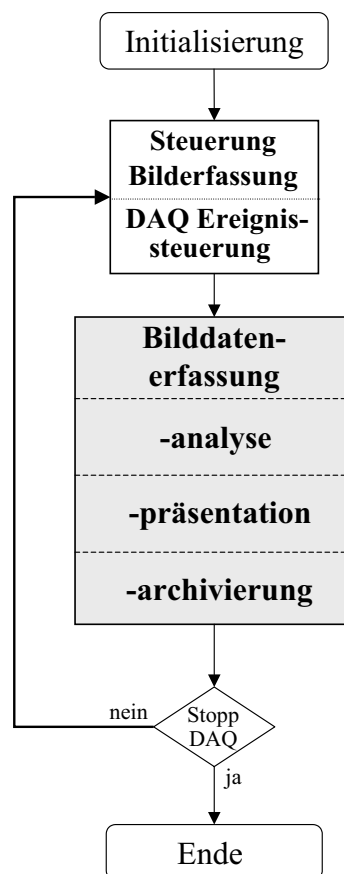 Initialisierung
Steuerung
Bilderfassung
DAQ Ereignis-
steuerung
Bilddaten-
erfassung
-analyse
-präsentation
-archivierung
nein
Stopp
DAQ
ja
Ende